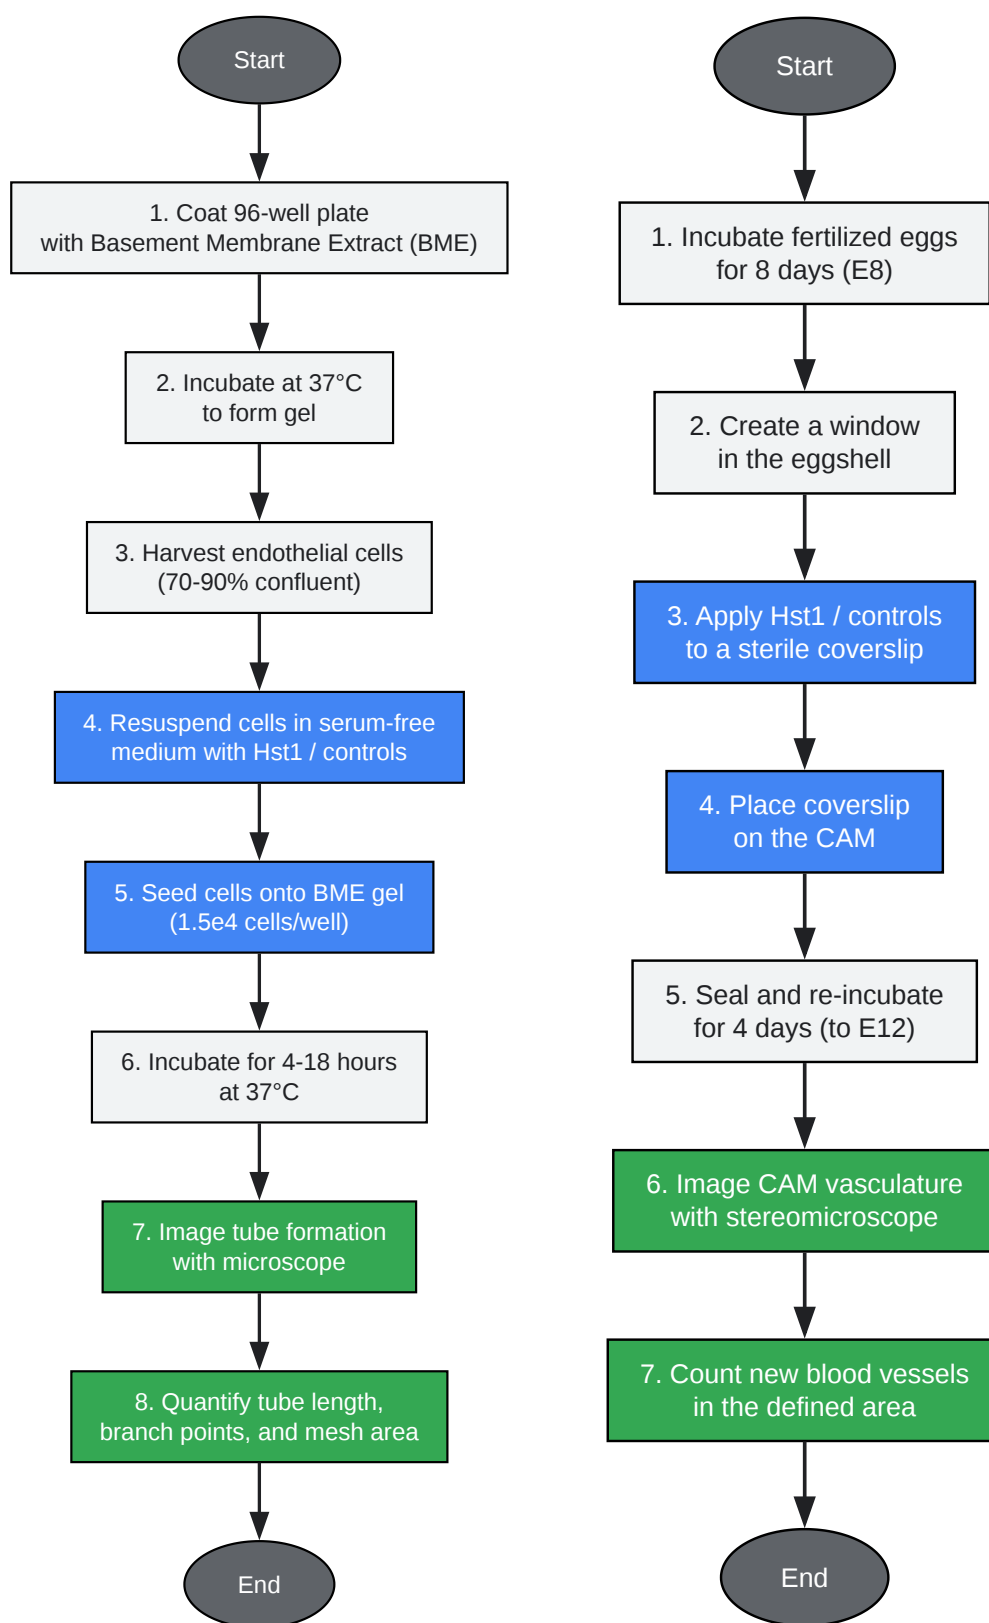 Start
1. Coat 96-well plate
with Basement Membrane Extract (BME)
2. Incubate at 37°C
to form gel
3. Harvest endothelial cells
(70-90% confluent)
4. Resuspend cells in serum-free
medium with Hst1 / controls
5. Seed cells onto BME gel
(1.5e4 cells/well)
6. Incubate for 4-18 hours
at 37°C
7. Image tube formation
with microscope
8. Quantify tube length,
branch points, and mesh area
End
Start
1. Incubate fertilized eggs
for 8 days (E8)
2. Create a window
in the eggshell
3. Apply Hst1 / controls
to a sterile coverslip
4. Place coverslip
on the CAM
5. Seal and re-incubate
for 4 days (to E12)
6. Image CAM vasculature
with stereomicroscope
7. Count new blood vessels
in the defined area
End